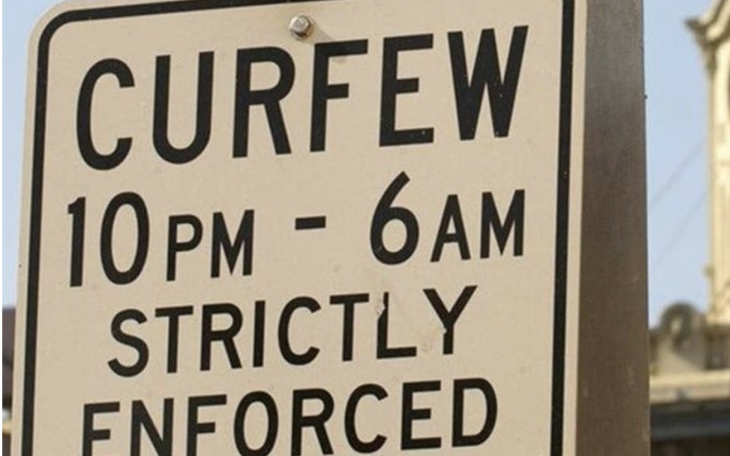 CURFEW
10PM - 6AM
STRICTLY
ENFORCED